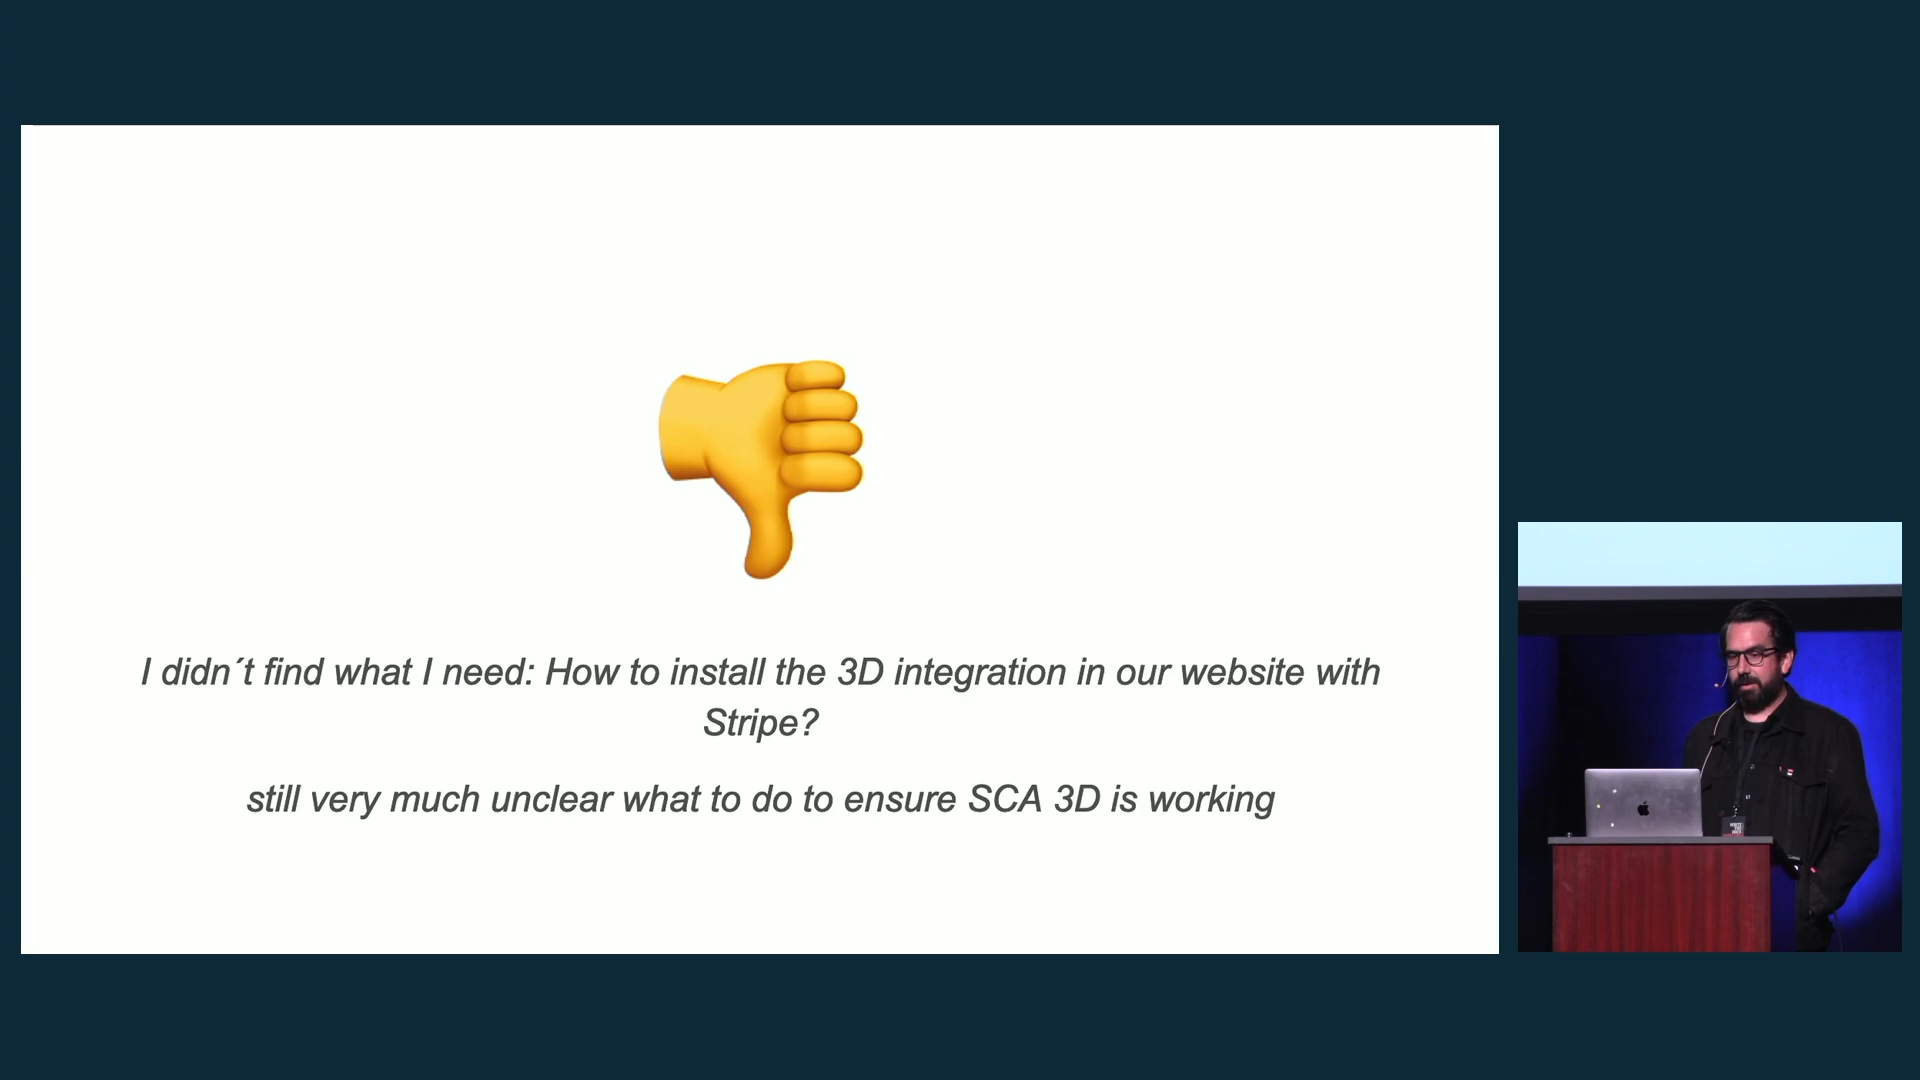 I didn´t find what I need: How to install the 3D integration in our website with
Stripe?
still very much unclear what to do to ensure SCA 3D is working